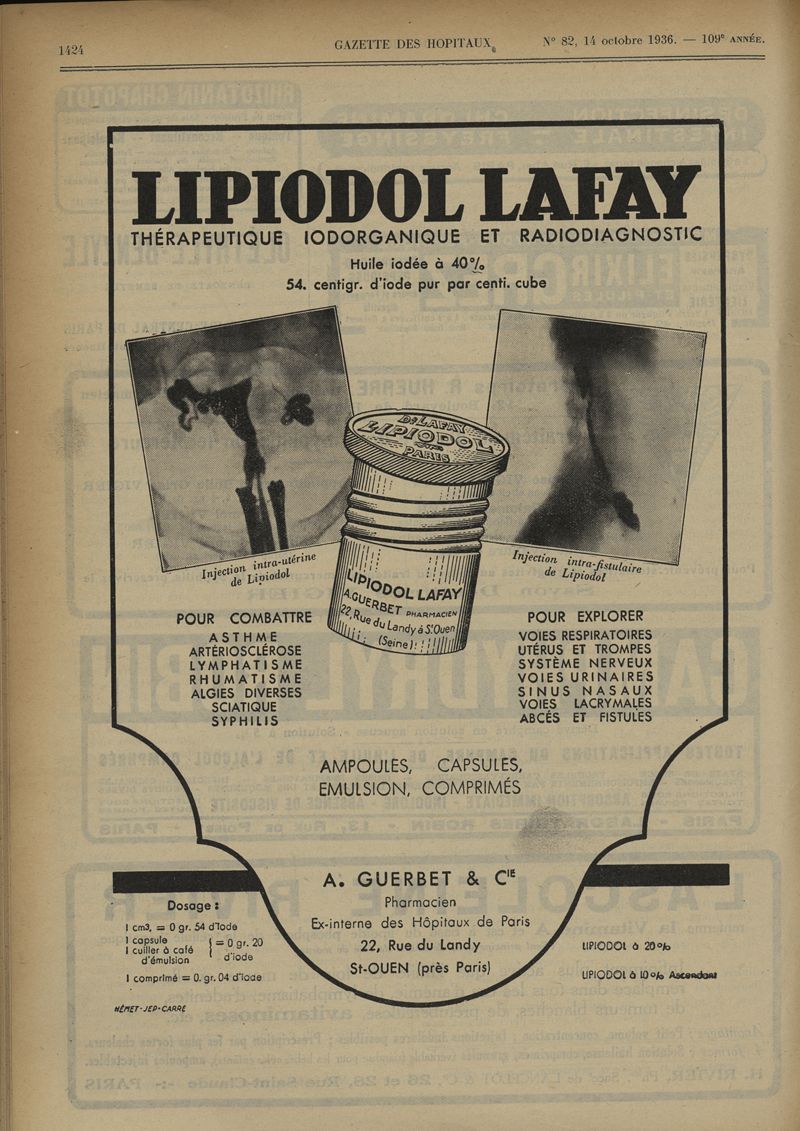 1424
GAZETTE DES HOPITAUX
N° 82, 14 octobre 1936. — 109e ANNÉE.
LIPIODOL LAFAY
THÉRAPEUTIQUE IODORGANIQUE ET RADIODIAGNOSTIC
Huile iodée à 40%
54. centigr. d'iode pur par centi. cube
Dr LAFAY
LIPIODOL
PARIS
Injection intra-utérine
de Lipiodol
Injection intra-fistulaire
de Lipiodol
LIPIODOL LAFAY
A. GUERBET PHARMACIEN
22, Rue du Landy à St Ouen
(Seine)
POUR COMBATTRE
ASTHME
ARTÉRIOSCLÉROSE
LYMPHATISME
RHUMATISME
ALGIES DIVERSES
SCIATIQUE
SYPHILIS
POUR EXPLORER
VOIES RESPIRATOIRES
UTÉRUS ET TROMPES
SYSTÈME NERVEUX
VOIES URINAIRES
SINUS NASAUX
VOIES LACRYMALES
ABCÉS ET FISTULES
AMPOULES, CAPSULES,
EMULSION, COMPRIMÉS
A. GUERBET & CIE
Pharmacien
Ex-interne des Hôpitaux de Paris
22, Rue du Landy
St-OUEN (près Paris)
Dosage :
1 cm3, = 0 gr. 54 d'Iode
1 capsule
1 cuiller à café
d'émulsion
= 0 gr. 20
d'iode
1 comprimé = 0. gr. 04 d'Iode
NÉMET-JEP-CARRÉ
LIPIODOL à 20%
LIPIODOL à 10% Ascendant